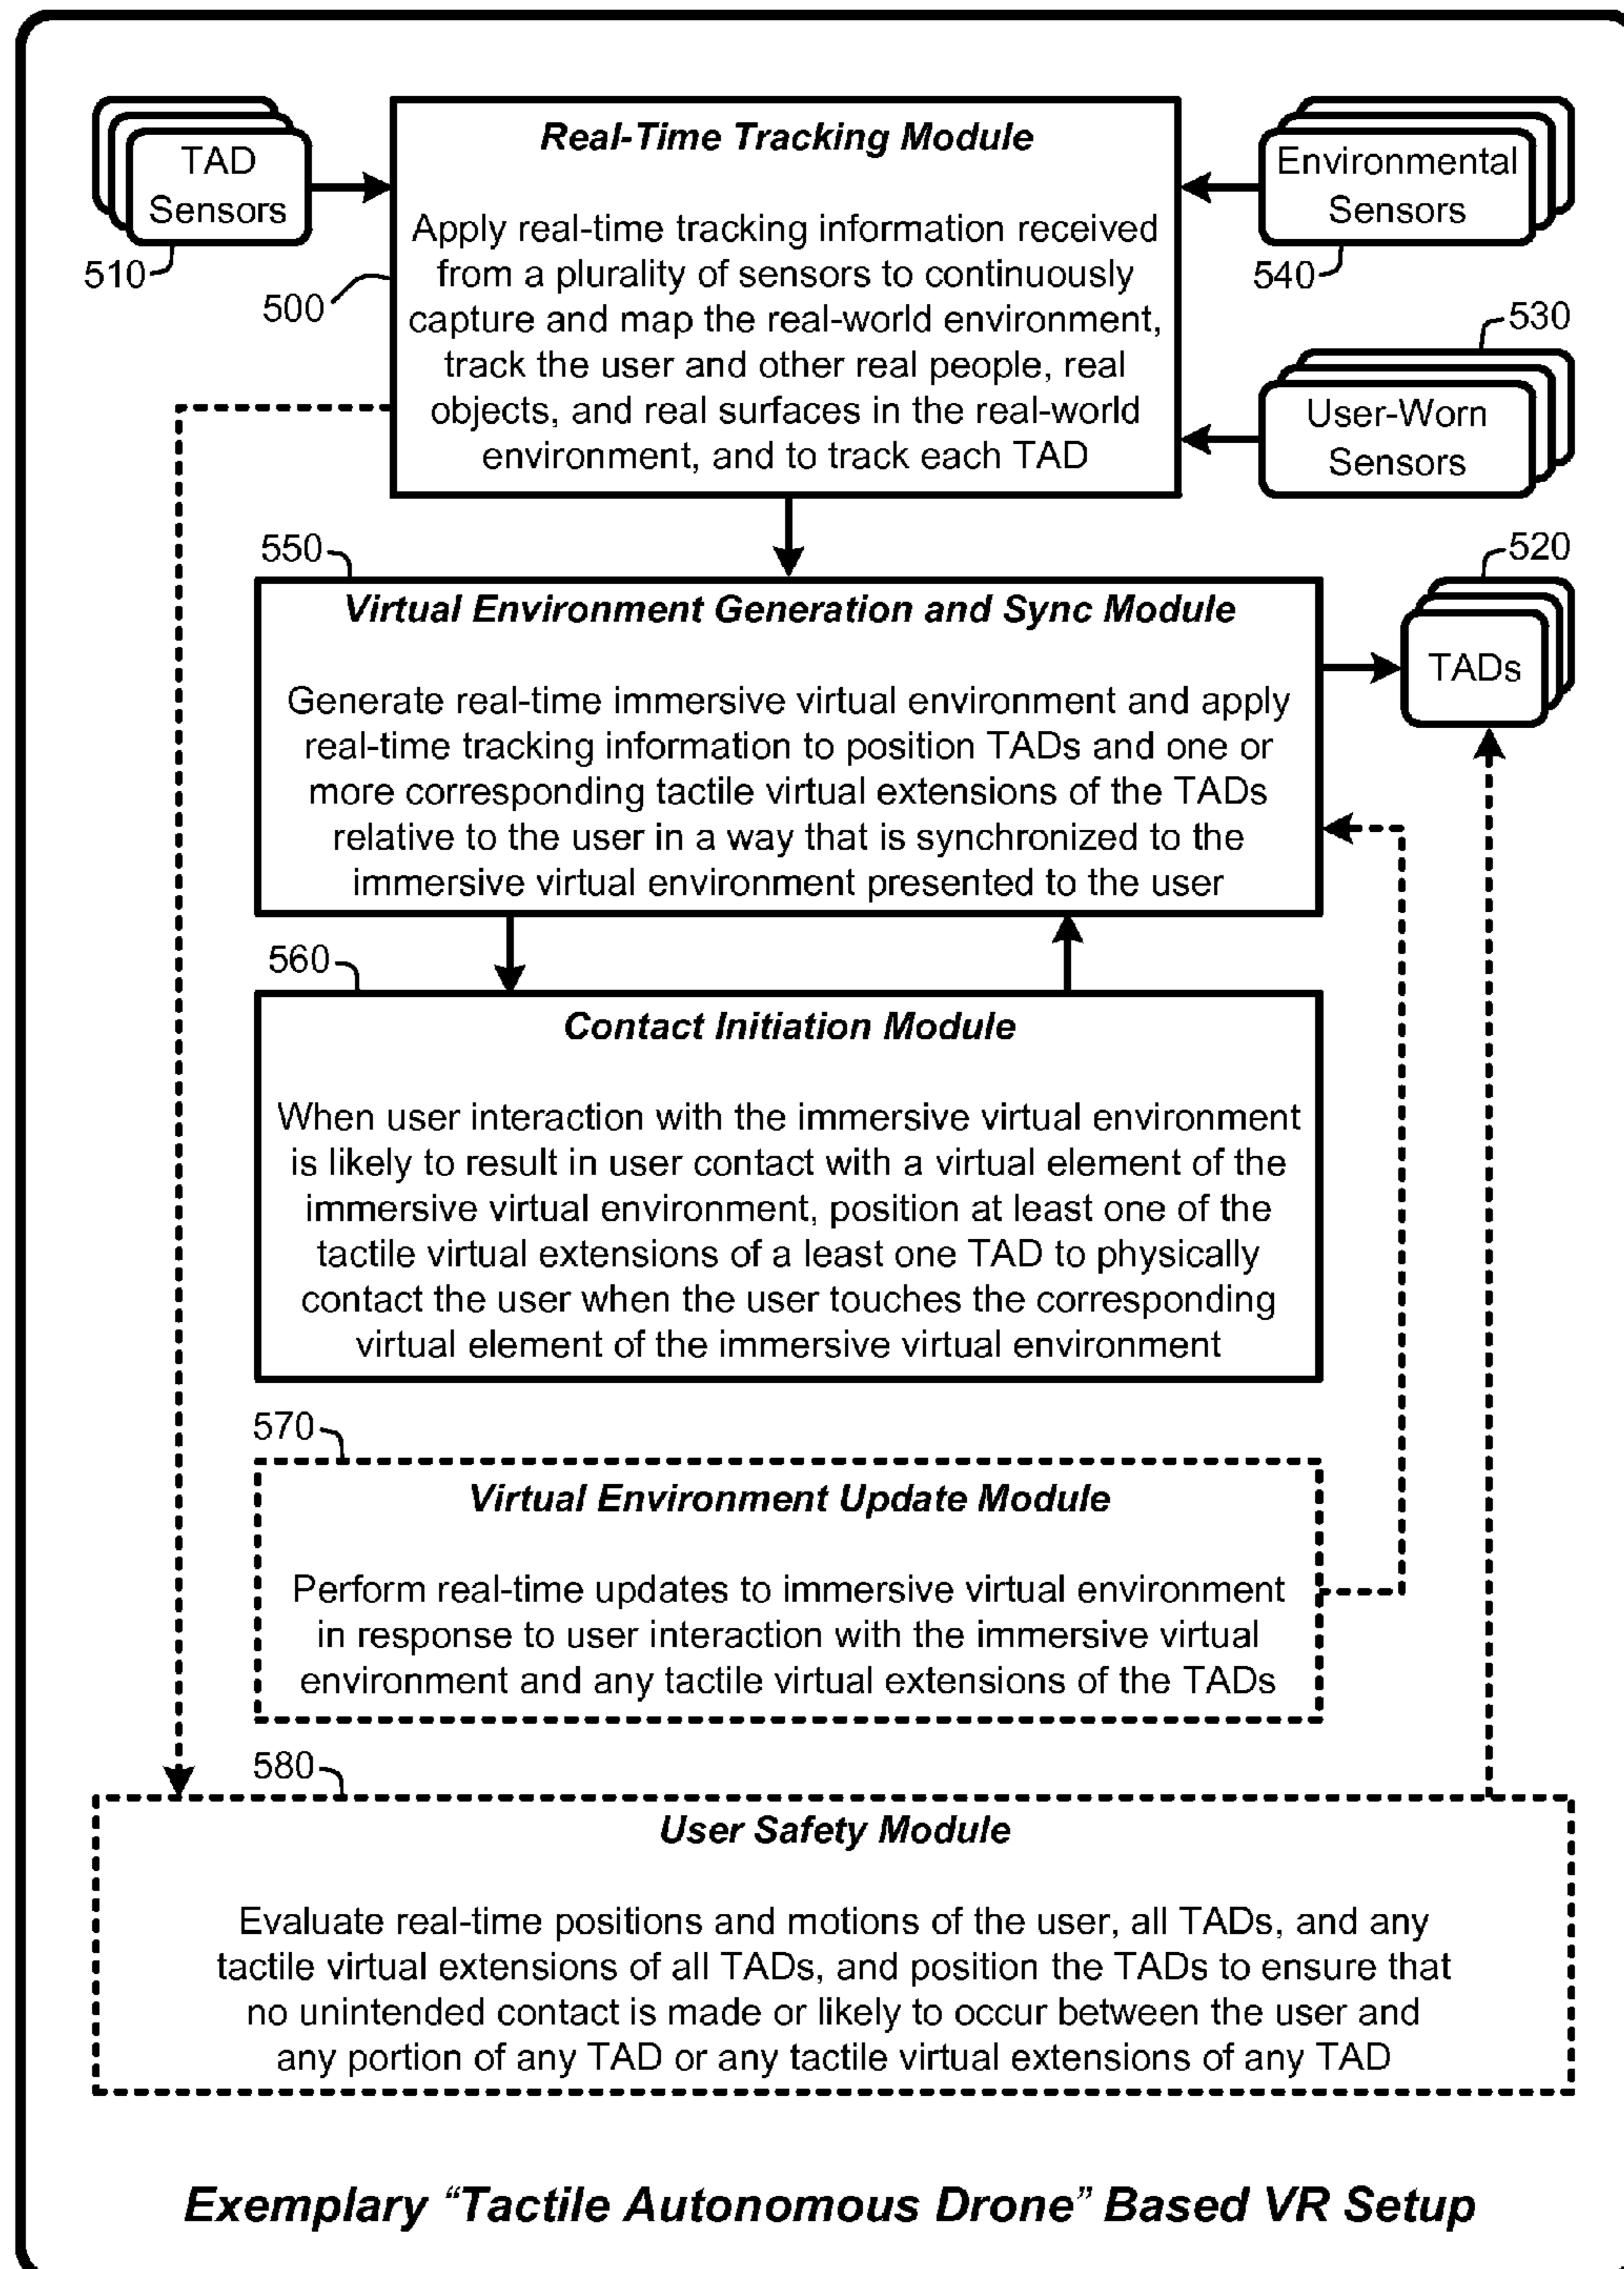 TAD
Sensors
510
Real-Time Tracking Module
Apply real-time tracking information received
from a plurality of sensors to continuously
capture and map the real-world environment,
track the user and other real people, real
objects, and real surfaces in the real-world
environment, and to track each TAD
500
Environmental
Sensors
540
530
User-Worn
Sensors
550
Virtual Environment Generation and Sync Module
Generate real-time immersive virtual environment and apply
real-time tracking information to position TADs and one or
more corresponding tactile virtual extensions of the TADs
relative to the user in a way that is synchronized to the
immersive virtual environment presented to the user
520
TADs
560
Contact Initiation Module
When user interaction with the immersive virtual environment
is likely to result in user contact with a virtual element of the
immersive virtual environment, position at least one of the
tactile virtual extensions of a least one TAD to physically
contact the user when the user touches the corresponding
virtual element of the immersive virtual environment
570
Virtual Environment Update Module
Perform real-time updates to immersive virtual environment
in response to user interaction with the immersive virtual
environment and any tactile virtual extensions of the TADs
580
User Safety Module
Evaluate real-time positions and motions of the user, all TADs, and any
tactile virtual extensions of all TADs, and position the TADs to ensure that
no unintended contact is made or likely to occur between the user and
any portion of any TAD or any tactile virtual extensions of any TAD
Exemplary “Tactile Autonomous Drone” Based VR Setup